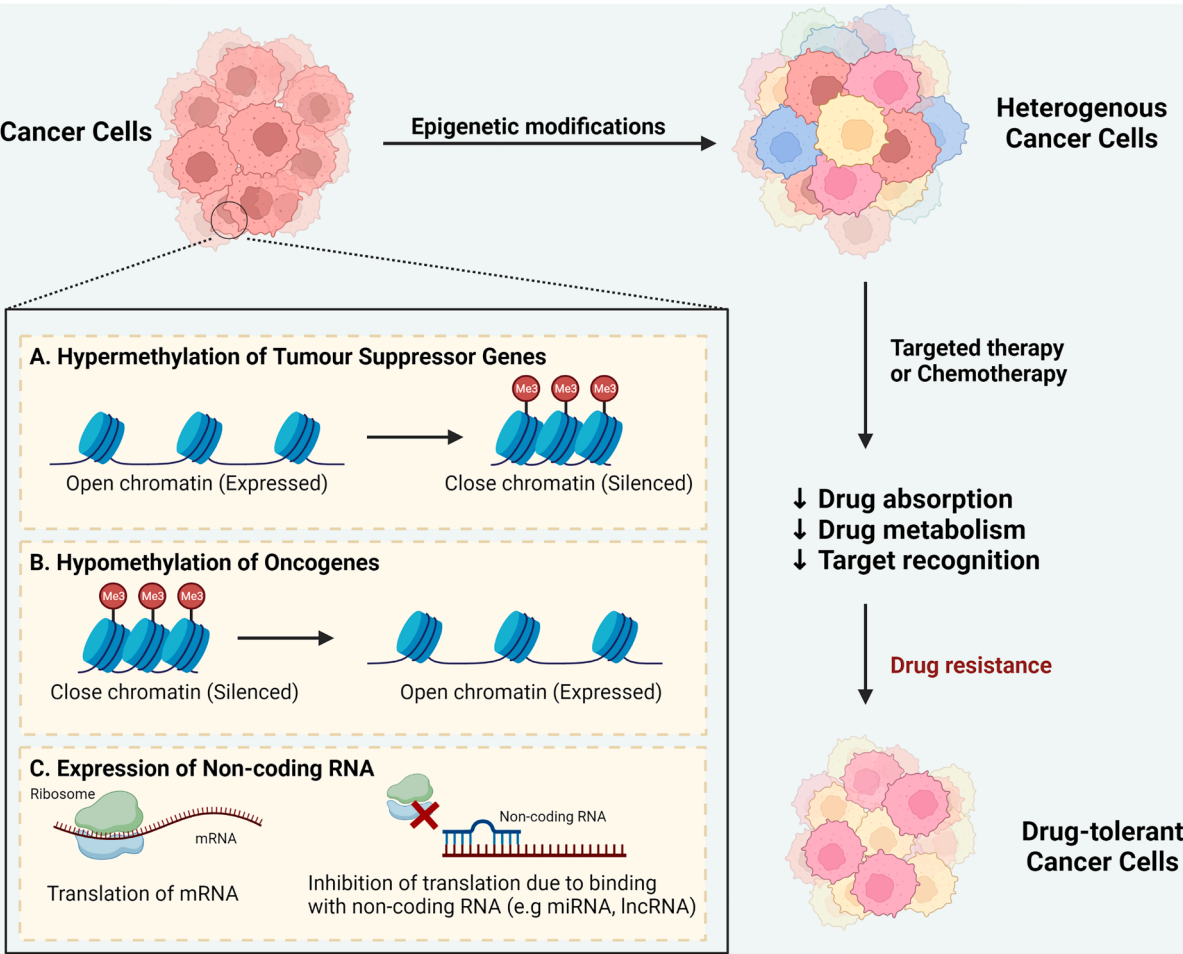 Cancer Cells
Epigenetic modifications
Heterogenous
Cancer Cells
Targeted therapy
or Chemotherapy
↓ Drug absorption
↓ Drug metabolism
↓ Target recognition
Drug resistance
Drug-tolerant
Cancer Cells
A. Hypermethylation of Tumour Suppressor Genes
Me3 Me3 Me3
Open chromatin (Expressed)
Close chromatin (Silenced)
B. Hypomethylation of Oncogenes
Me3 Me3 Me3
Close chromatin (Silenced)
Open chromatin (Expressed)
C. Expression of Non-coding RNA
Ribosome
mRNA
Translation of mRNA
Non-coding RNA
Inhibition of translation due to binding
with non-coding RNA (e.g miRNA, lncRNA)